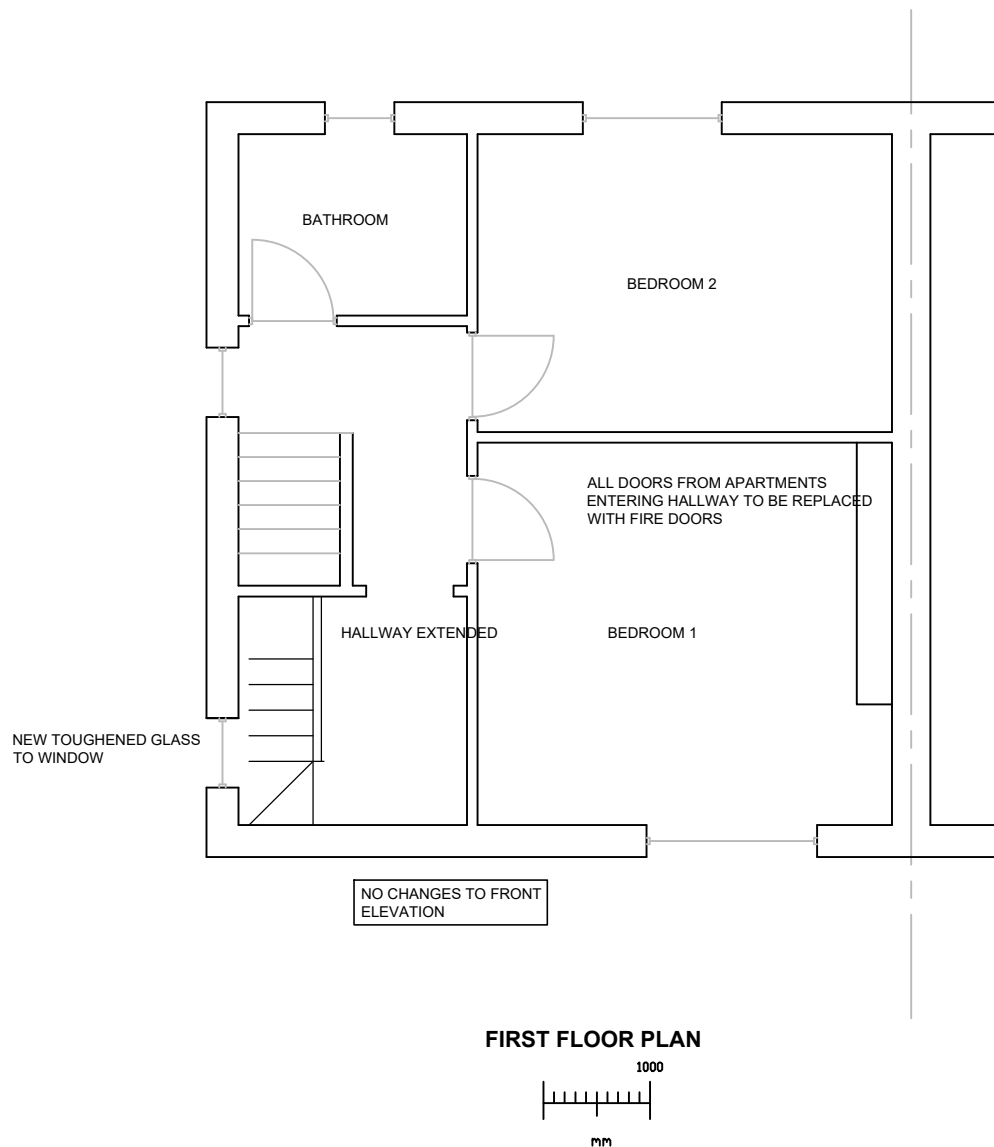 BATHROOM
BEDROOM 2
ALL DOORS FROM APARTMENTS
ENTERING HALLWAY TO BE REPLACED
WITH FIRE DOORS
HALLWAY EXTENDED
BEDROOM 1
NEW TOUGHENED GLASS
TO WINDOW
NO CHANGES TO FRONT
ELEVATION
FIRST FLOOR PLAN
1000
mm